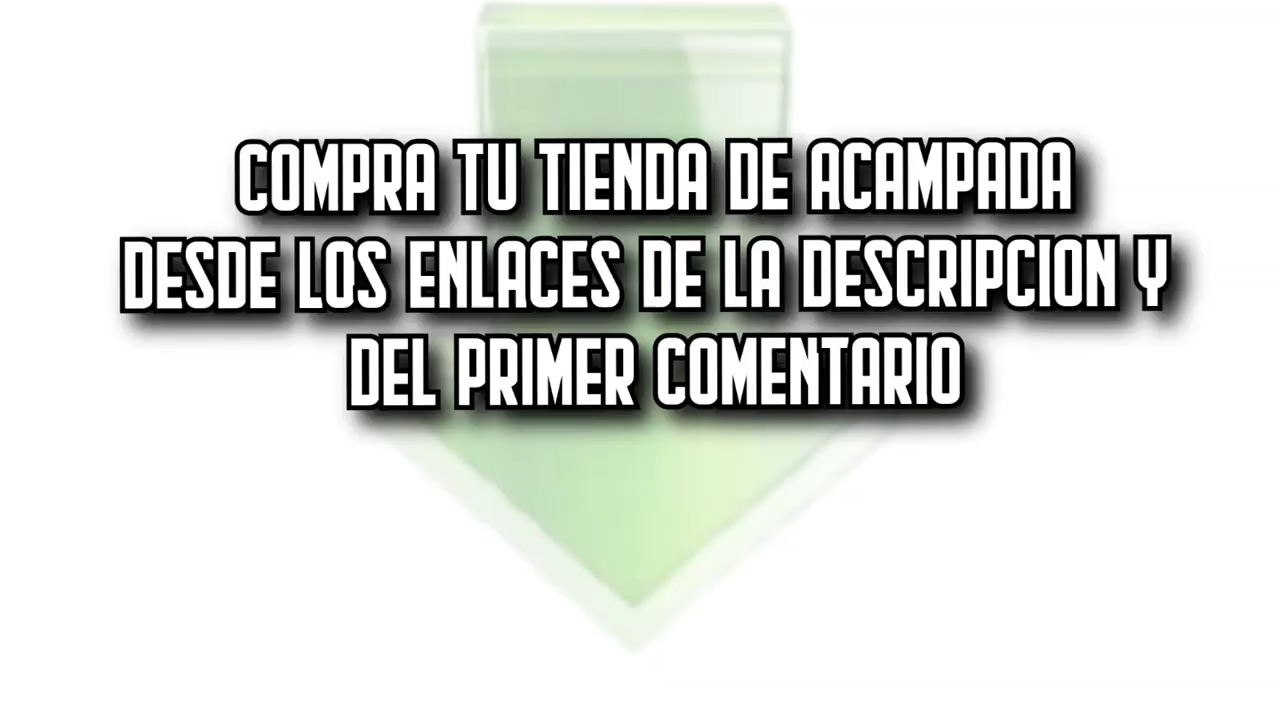 COMPRA TU TIENDA DE ACAMPADA
DESDE LOS ENLACES DE LA DESCRIPCION Y
DEL PRIMER COMENTARIO